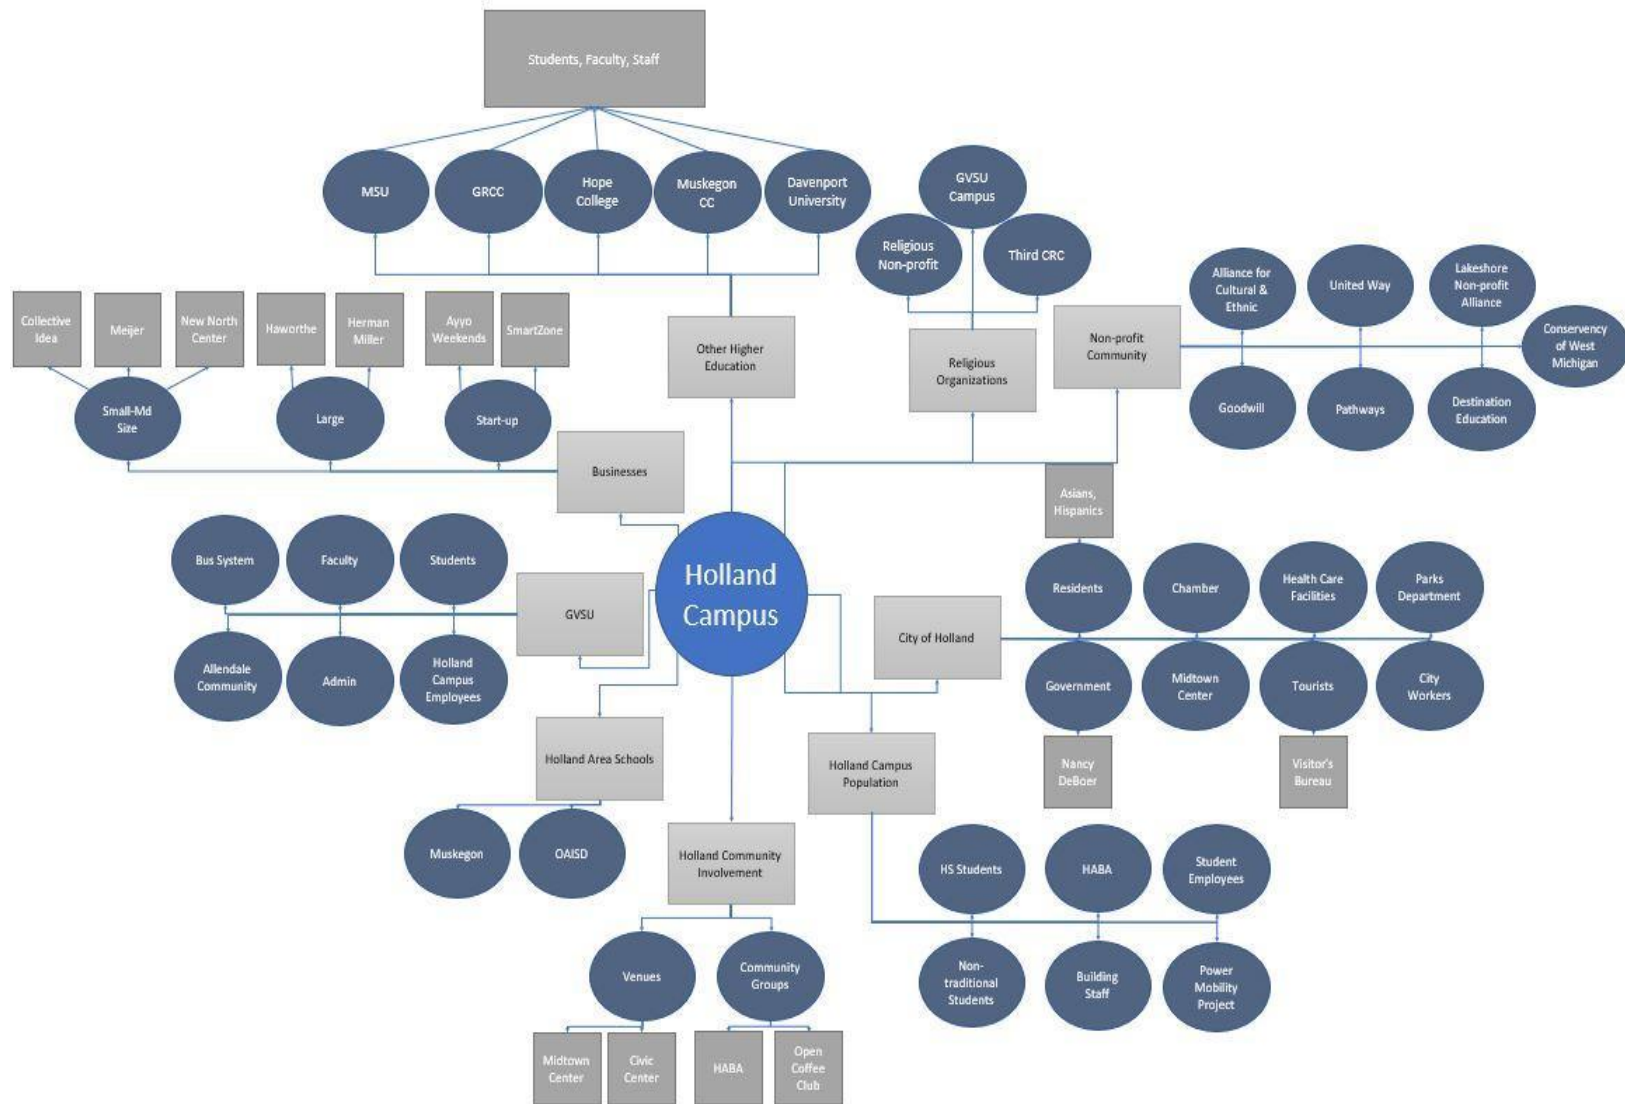 Students, Faculty, Staff
MSU
GRCC
Hope
College
Muskegon
CC
Davenport
University
GVSU
Campus
Religious
Non-profit
Third CRC
Alliance for
Cultural &
Ethnic
United Way
Lakeshore
Non-profit
Alliance
Conservency
of West
Michigan
Goodwill
Pathways
Destination
Education
Collective
Idea
Meijer
New North
Center
Haworthe
Herman
Miller
Ayyo
Weekends
SmartZone
Other Higher
Education
Religious
Organizations
Non-profit
Community
Small-Md
Size
Large
Start-up
Businesses
Asians,
Hispanics
Bus System
Faculty
Students
GVSU
Allendale
Community
Admin
Holland
Campus
Employees
Holland
Campus
City of Holland
Residents
Chamber
Health Care
Facilities
Parks
Department
Government
Midtown
Center
Tourists
City
Workers
Nancy
DeBoer
Visitor's
Bureau
Holland Area Schools
Muskegon
OAISD
Holland Campus
Population
Holland Community
Involvement
HS Students
HABA
Student
Employees
Non-
traditional
Students
Building
Staff
Power
Mobility
Project
Venues
Community
Groups
Midtown
Center
Civic
Center
HABA
Open
Coffee
Club